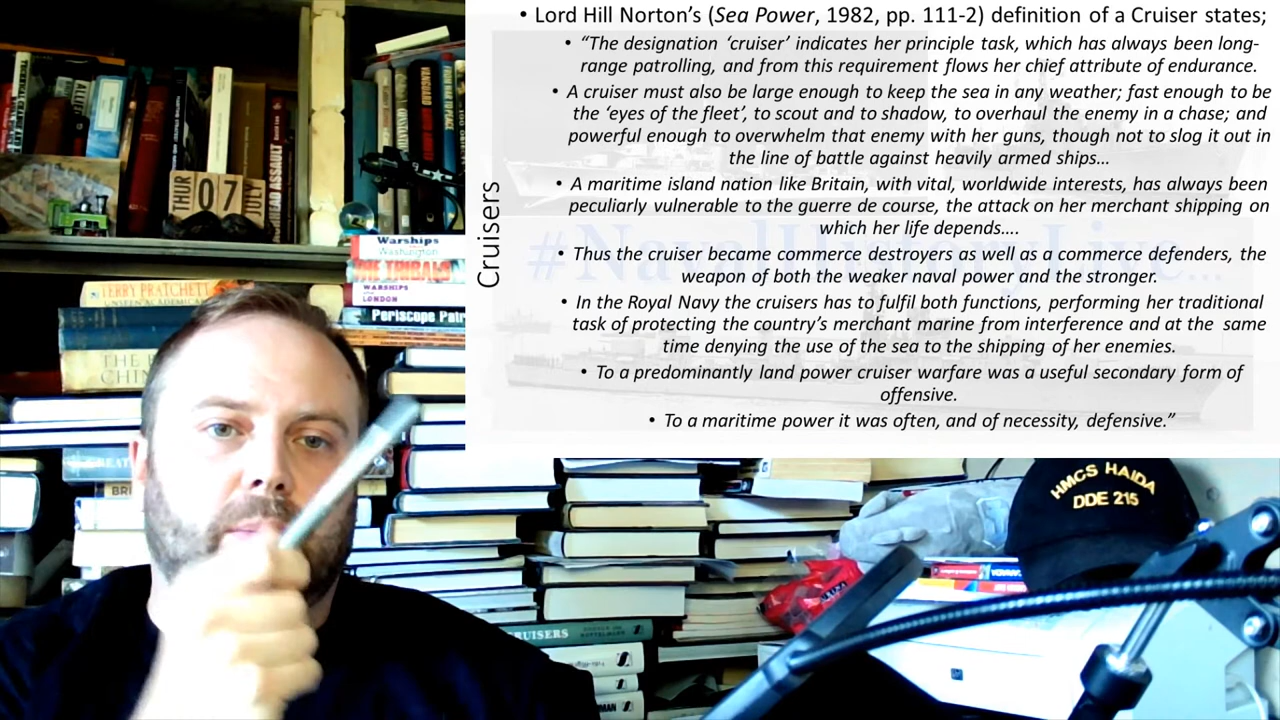 • Lord Hill Norton's (Sea Power, 1982, pp. 111-2) definition of a Cruiser states;
• "The designation 'cruiser' indicates her principle task, which has always been long-
range patrolling, and from this requirement flows her chief attribute of endurance.
• A cruiser must also be large enough to keep the sea in any weather; fast enough to be
the 'eyes of the fleet', to scout and to shadow, to overhaul the enemy in a chase; and
powerful enough to overwhelm that enemy with her guns, though not to slog it out in
the line of battle against heavily armed ships…
• A maritime island nation like Britain, with vital, worldwide interests, has always been
peculiarly vulnerable to the guerre de course, the attack on her merchant shipping on
which her life depends….
• Thus the cruiser became commerce destroyers as well as a commerce defenders, the
weapon of both the weaker naval power and the stronger.
• In the Royal Navy the cruiser has to fulfil both functions, performing her traditional
task of protecting the country's merchant marine from interference and at the same
time denying the use of the sea to the shipping of her enemies.
• To a predominantly land power cruiser warfare was a useful secondary form of
offensive.
• To a maritime power it was often, and of necessity, defensive."
Cruisers
THUR 07 JULY
Warships
Washington
THE TRIBALS
WARSHIPS
LONDON
Periscope Patr
TERRY PRATCHETT
UNSEEN ACADEMICA
THE
CHIN
BRI
CRUISERS
HMCS HAIDA
DDE 215